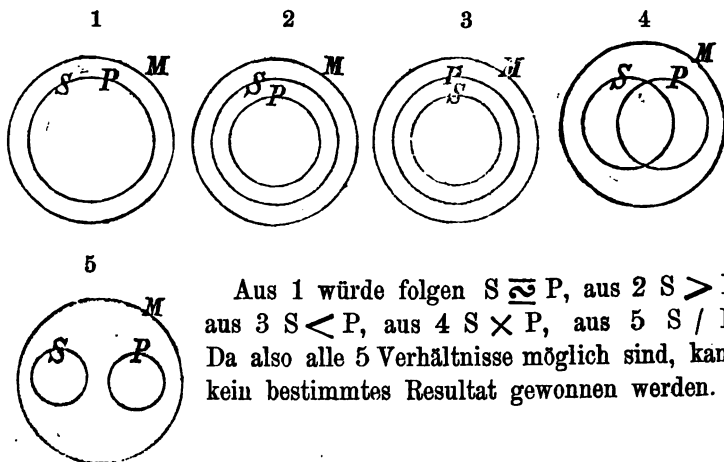 1 2 3 4
S P M
S P M
P S M
S P M
5
S P M
Aus 1 würde folgen S ≌ P, aus 2 S >
aus 3 S < P, aus 4 S × P, aus 5 S /
Da also alle 5 Verhältnisse möglich sind, kan
kein bestimmtes Resultat gewonnen werden.